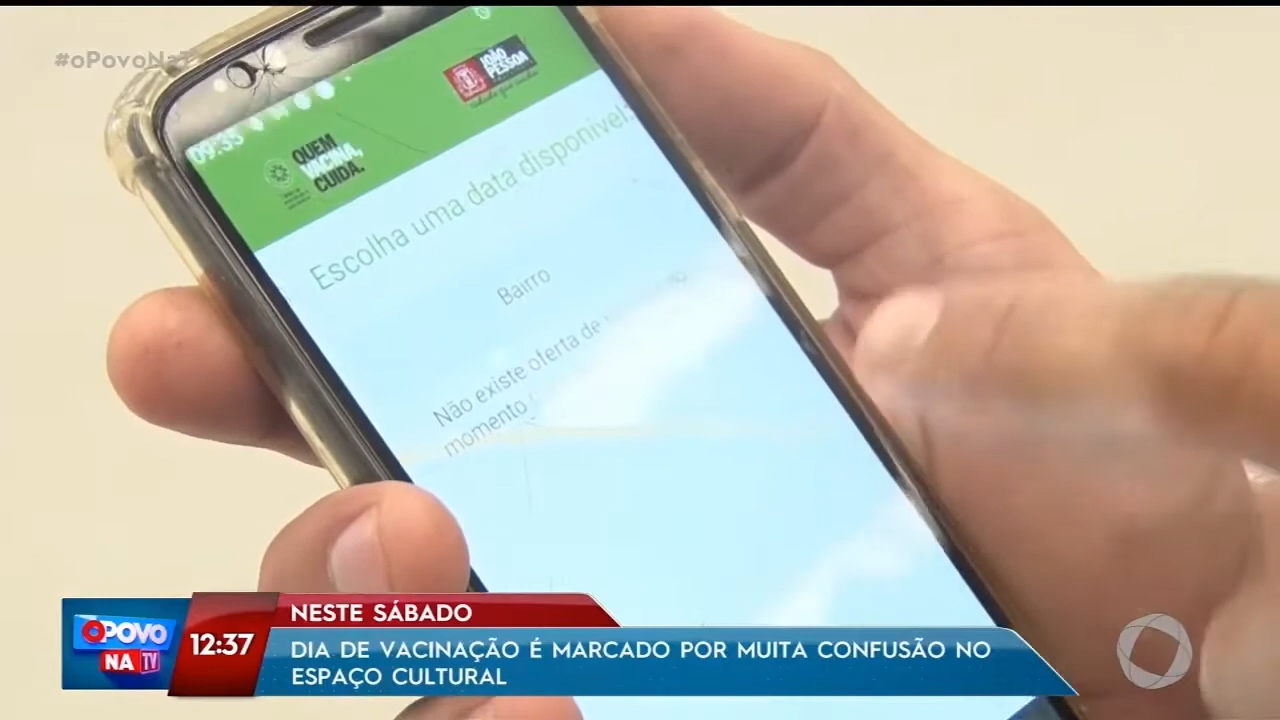 #oPovoNaTV
JOÃO
PESSOA
09:35
QUEM
VACINA,
CUIDA.
Escolha uma data disponível:
Bairro
Não existe oferta de
momento
NESTE SÁBADO
O POVO
NA TV
12:37
DIA DE VACINAÇÃO É MARCADO POR MUITA CONFUSÃO NO
ESPAÇO CULTURAL